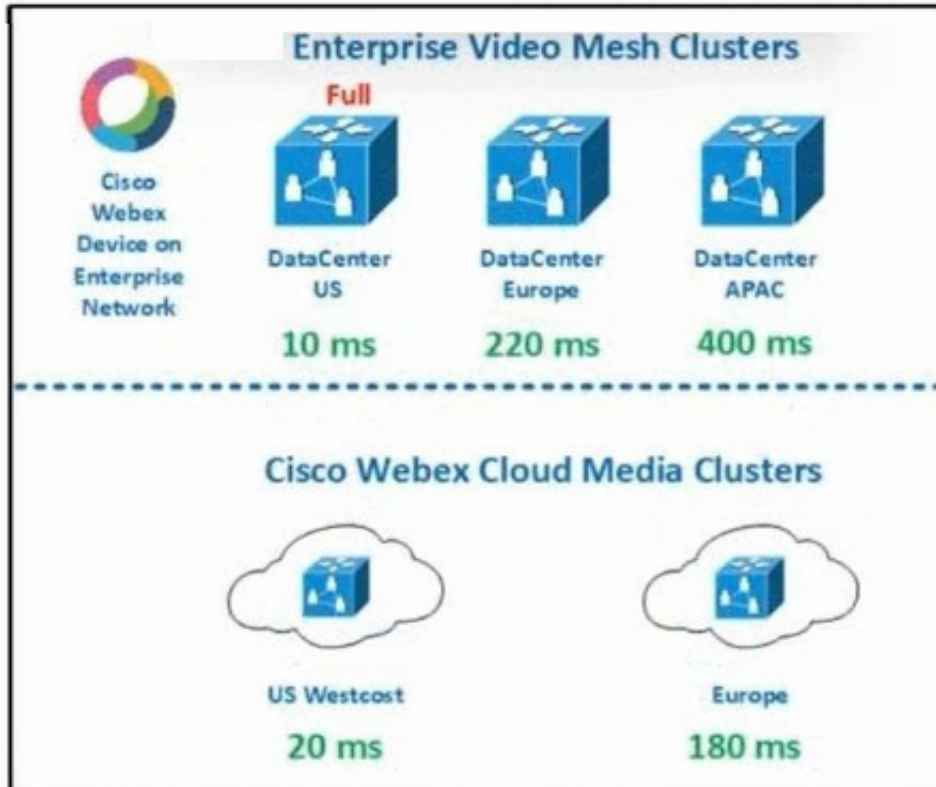 Enterprise Video Mesh Clusters
Full
Cisco
Webex
Device on
Enterprise
Network
DataCenter
US
10 ms
DataCenter
Europe
220 ms
DataCenter
APAC
400 ms
Cisco Webex Cloud Media Clusters
US Westcost
20 ms
Europe
180 ms